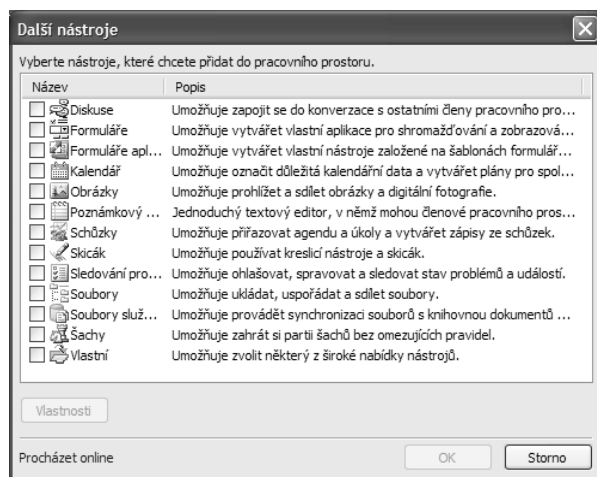 Další nástroje
Vyberte nástroje, které chcete přidat do pracovního prostoru.
Název Popis
Diskuse Umožňuje zapojit se do konverzace s ostatními členy pracovního pro...
Formuláře Umožňuje vytvářet vlastní aplikace pro shromažďování a zobrazová...
Formuláře apl... Umožňuje vytvářet vlastní nástroje založené na šablonách formulář...
Kalendář Umožňuje označit důležitá kalendářní data a vytvářet plány pro spol...
Obrázky Umožňuje prohlížet a sdílet obrázky a digitální fotografie.
Poznámkový ... Jednoduchý textový editor, v němž mohou členové pracovního pros...
Schůzky Umožňuje přiřazovat agendu a úkoly a vytvářet zápisy ze schůzek.
Skicák Umožňuje používat kreslicí nástroje a skicák.
Sledování pro... Umožňuje ohlašovat, spravovat a sledovat stav problémů a událostí.
Soubory Umožňuje ukládat, uspořádat a sdílet soubory.
Soubory služ... Umožňuje provádět synchronizaci souborů s knihovnou dokumentů ...
Šachy Umožňuje zahrát si partii šachů bez omezujících pravidel.
Vlastní Umožňuje zvolit některý z široké nabídky nástrojů.
Vlastnosti
Procházet online OK Storno